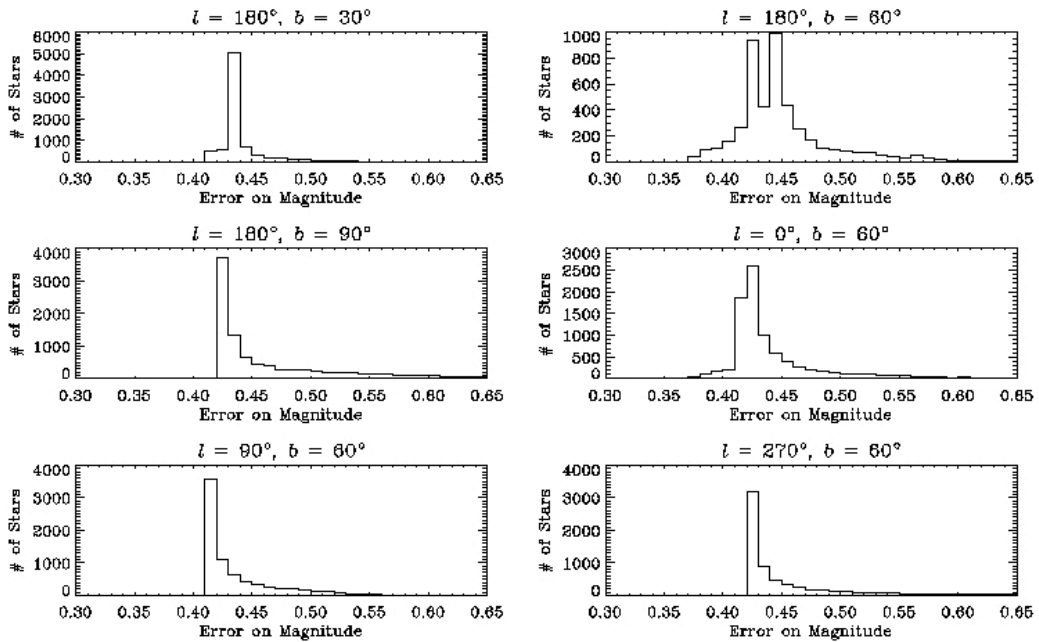 l = 180°, b = 30°
# of Stars
6000
5000
4000
3000
2000
1000
0
0.30 0.35 0.40 0.45 0.50 0.55 0.60 0.65
Error on Magnitude
l = 180°, b = 60°
# of Stars
1000
800
600
400
200
0
0.30 0.35 0.40 0.45 0.50 0.55 0.60 0.65
Error on Magnitude
l = 180°, b = 90°
# of Stars
4000
3000
2000
1000
0
0.30 0.35 0.40 0.45 0.50 0.55 0.60 0.65
Error on Magnitude
l = 0°, b = 60°
# of Stars
3000
2500
2000
1500
1000
500
0
0.30 0.35 0.40 0.45 0.50 0.55 0.60 0.65
Error on Magnitude
l = 90°, b = 60°
# of Stars
4000
3000
2000
1000
0
0.30 0.35 0.40 0.45 0.50 0.55 0.60 0.65
Error on Magnitude
l = 270°, b = 60°
# of Stars
4000
3000
2000
1000
0
0.30 0.35 0.40 0.45 0.50 0.55 0.60 0.65
Error on Magnitude